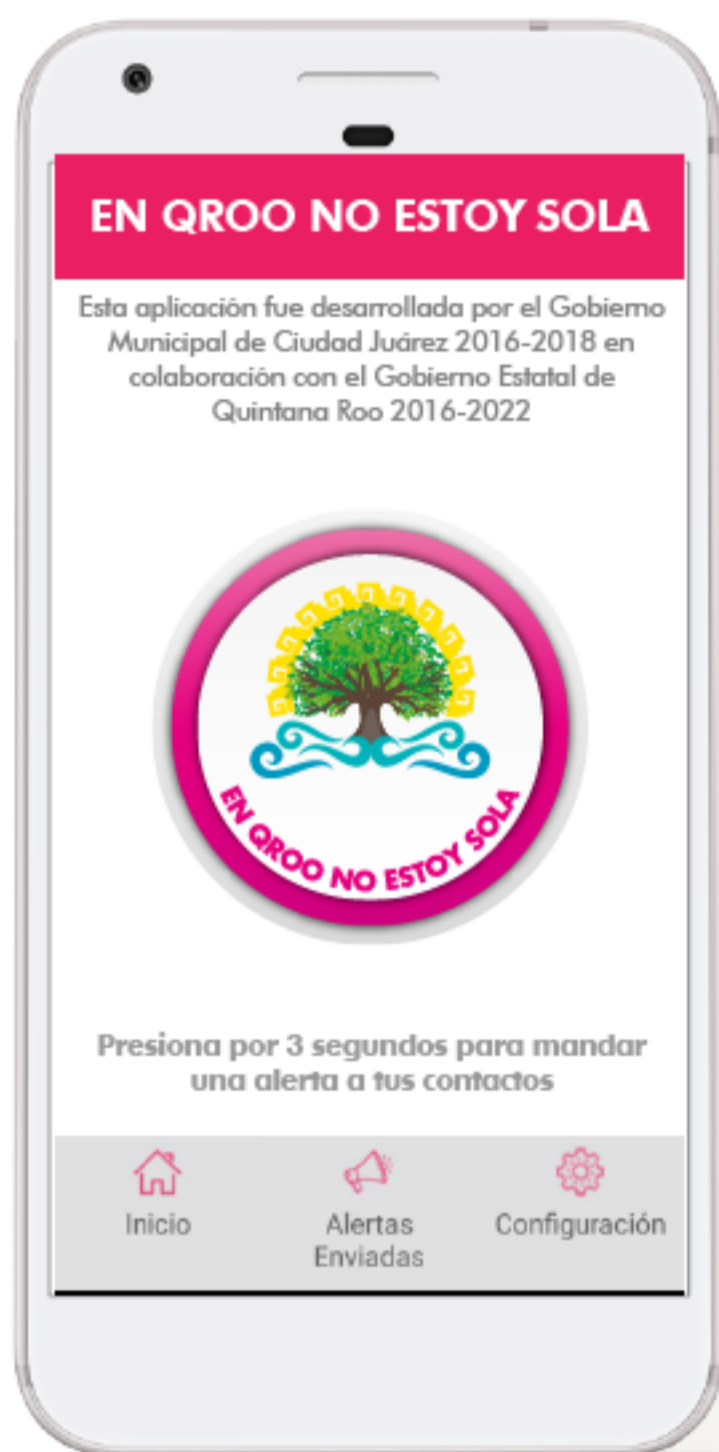 EN QROO NO ESTOY SOLA
Esta aplicación fue desarrollada por el Gobierno
Municipal de Ciudad Juárez 2016-2018 en
colaboración con el Gobierno Estatal de
Quintana Roo 2016-2022
EN QROO NO ESTOY SOLA
Presiona por 3 segundos para mandar
una alerta a tus contactos
Inicio
Alertas
Enviadas
Configuración